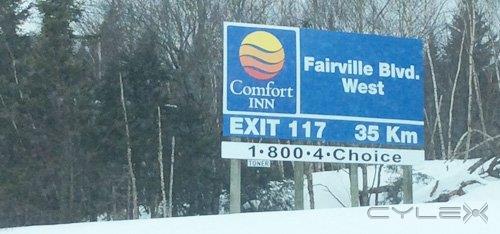 Fairville Blvd.
West
Comfort
INN
EXIT 117 35 Km
1•800•4•Choice
TONER
CYLEX